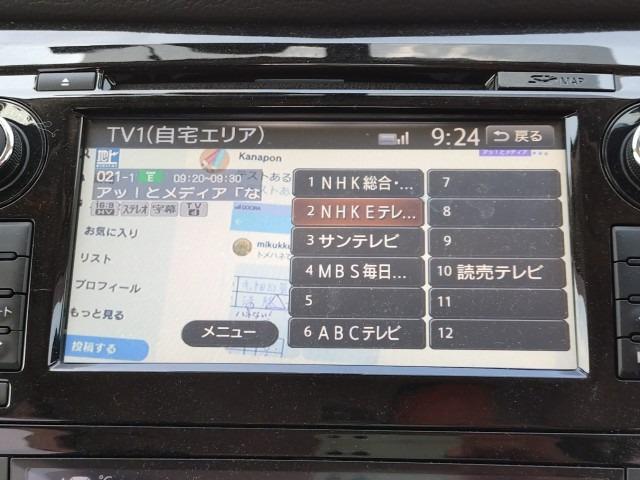 MAP
TV1(自宅エリア)
9:24
戻る
021-1 E 09:20-09:30
アッ！とメディア「な
16:9 HV ステレオ 字幕 TV
お気に入り
リスト
プロフィール
もっと見る
投稿する
Kanapon
mikukk
メニュー
1 NHK総合・...
2 NHKEテレ...
3 サンテレビ
4 MBS毎日...
5
6 ABCテレビ
7
8
9
10 読売テレビ
11
12
℃